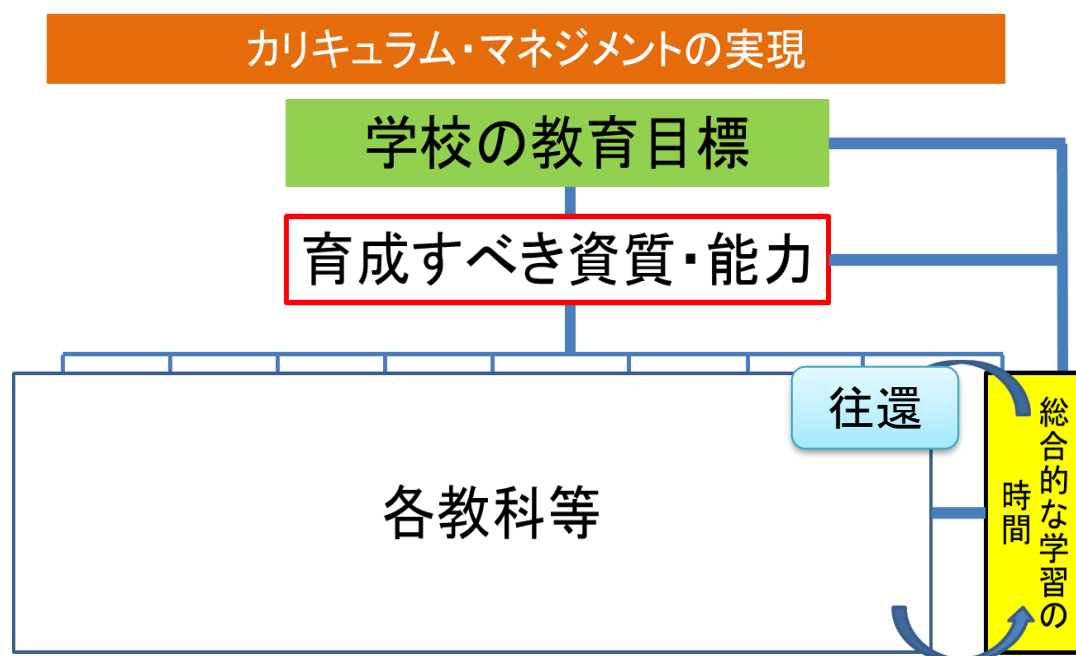 カリキュラム・マネジメントの実現
学校の教育目標
育成すべき資質・能力
往還
各教科等
総合的な学習の
時間